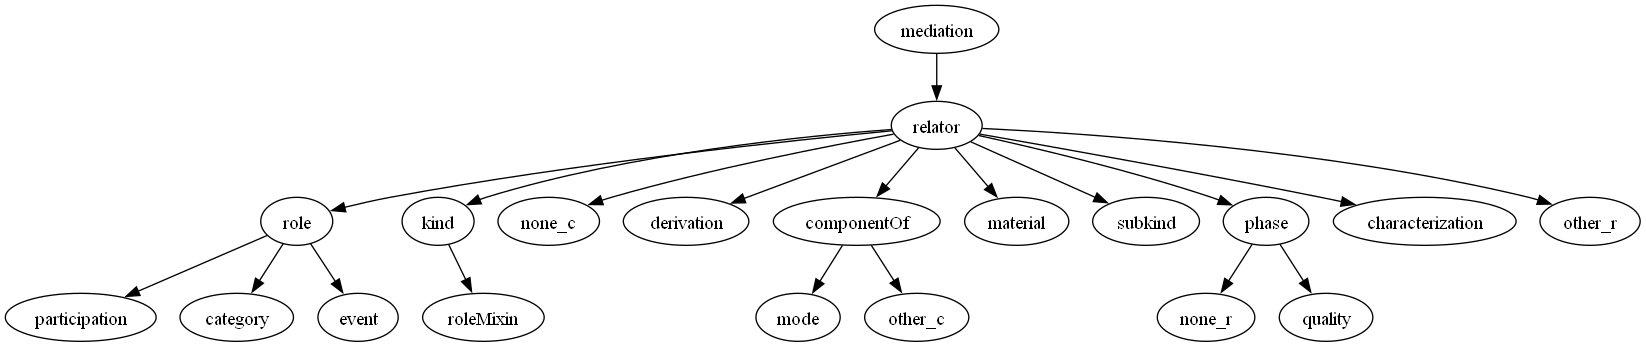 mediation
relator
role
kind
none_c
derivation
componentOf
material
subkind
phase
characterization
other_r
participation
category
event
roleMixin
mode
other_c
none_r
quality